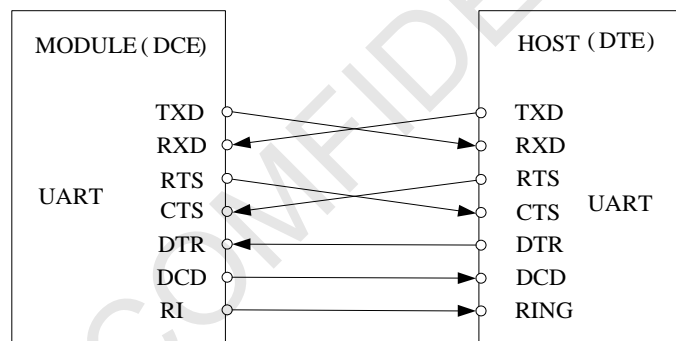 MODULE(DCE)
HOST (DTE)
TXD
TXD
RXD
RXD
RTS
RTS
UART
UART
CTS
CTS
DTR
DTR
DCD
DCD
RI
RING
COMFIDE